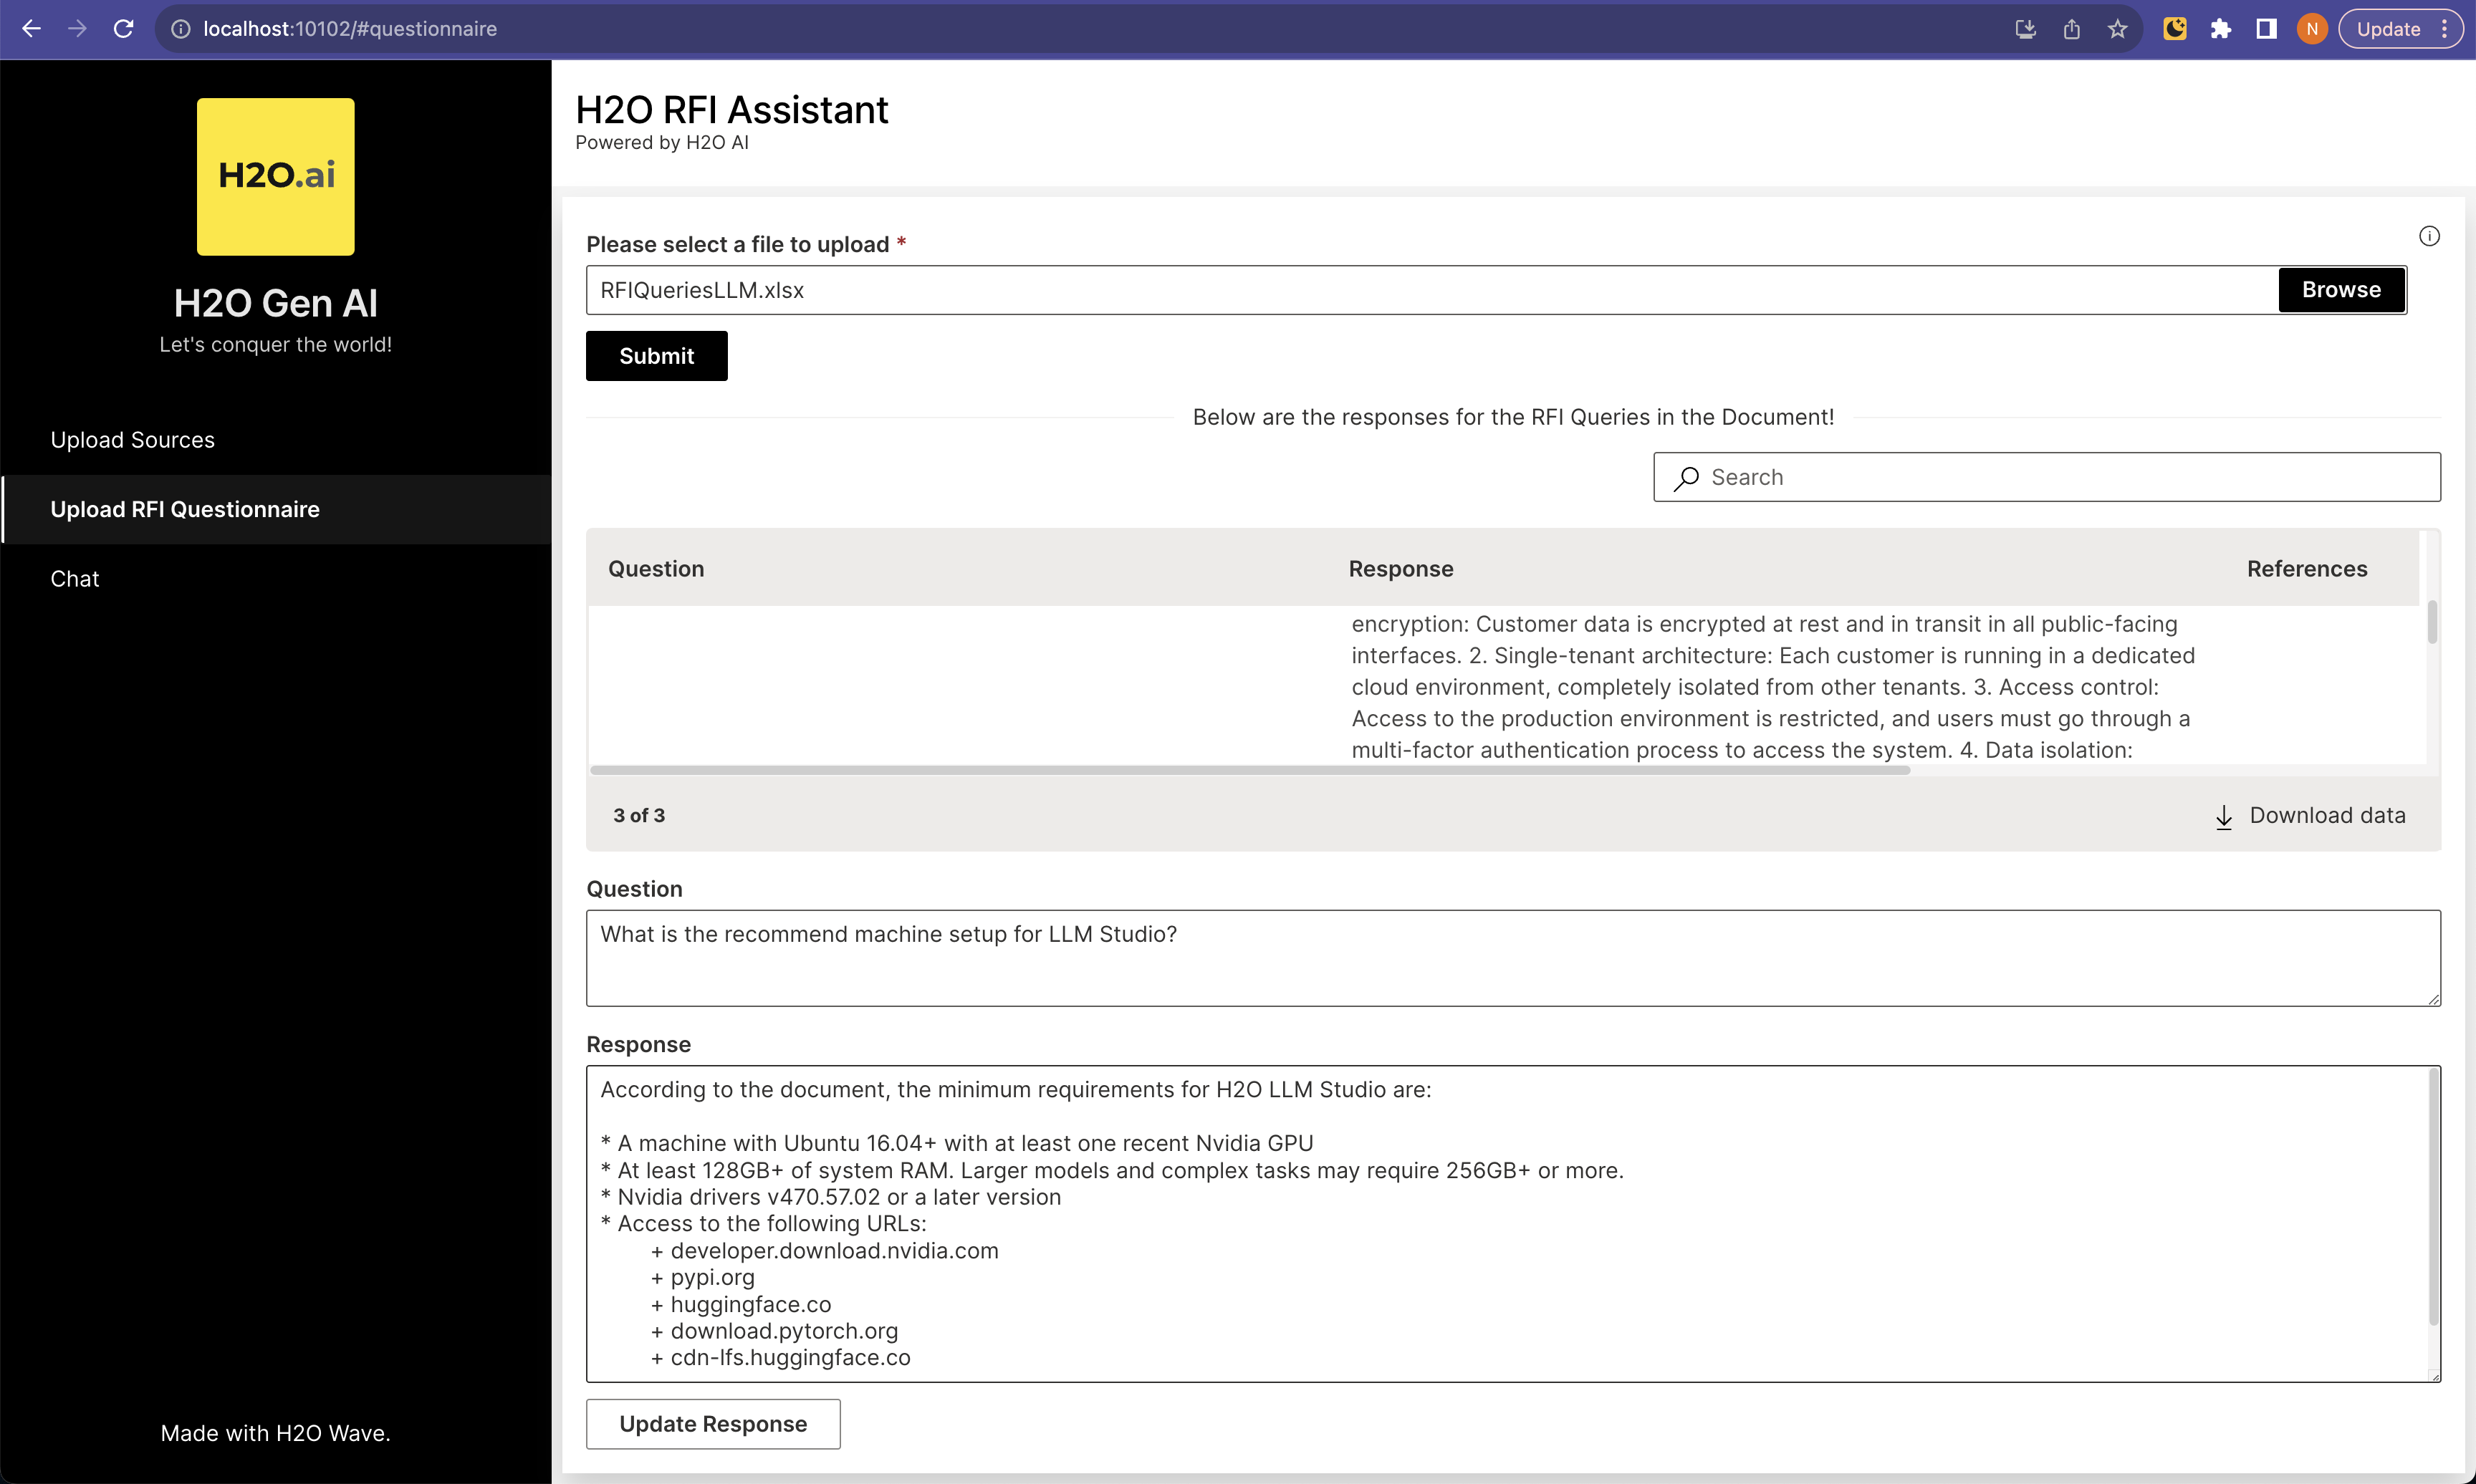 localhost:10102/#questionnaire
N
Update
H2O.ai
H2O Gen AI
Let's conquer the world!
Upload Sources
Upload RFI Questionnaire
Chat
Made with H2O Wave.
H2O RFI Assistant
Powered by H2O AI
Please select a file to upload *
RFIQueriesLLM.xlsx
Browse
Submit
Below are the responses for the RFI Queries in the Document!
Search
Question Response References
encryption: Customer data is encrypted at rest and in transit in all public-facing
interfaces. 2. Single-tenant architecture: Each customer is running in a dedicated
cloud environment, completely isolated from other tenants. 3. Access control:
Access to the production environment is restricted, and users must go through a
multi-factor authentication process to access the system. 4. Data isolation:
3 of 3
Download data
Question
What is the recommend machine setup for LLM Studio?
Response
According to the document, the minimum requirements for H2O LLM Studio are:
* A machine with Ubuntu 16.04+ with at least one recent Nvidia GPU
* At least 128GB+ of system RAM. Larger models and complex tasks may require 256GB+ or more.
* Nvidia drivers v470.57.02 or a later version
* Access to the following URLs:
+ developer.download.nvidia.com
+ pypi.org
+ huggingface.co
+ download.pytorch.org
+ cdn-lfs.huggingface.co
Update Response